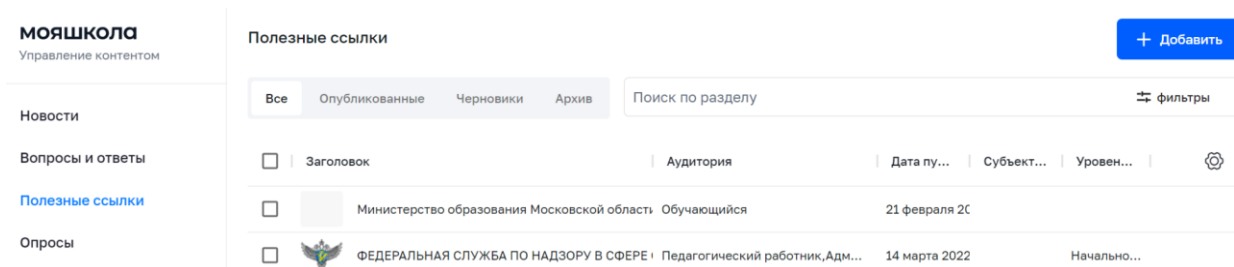 мояшкола
Управление контентом
Новости
Вопросы и ответы
Полезные ссылки
Опросы
Полезные ссылки
+ Добавить
Все Опубликованные Черновики Архив
Поиск по разделу
фильтры
Заголовок Аудитория Дата пу... Субъект... Уровен...
Министерство образования Московской области Обучающийся 21 февраля 20
ФЕДЕРАЛЬНАЯ СЛУЖБА ПО НАДЗОРУ В СФЕРЕ Педагогический работник,Адм... 14 марта 2022 Начально...